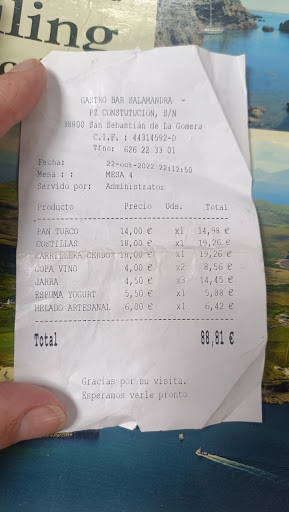 ling
GASTRO BAR SALAMANDRA -
PZ CONSTUTUCION, S/N
38800 San Sebastián de La Gomera
C.I.F. : 44314592-D
Tfno: 626 22 33 01
Fecha: 22-oct-2022 22:12:50
Mesa : : MESA 4
Servido por: Administrator
Producto Precio Uds. Total
PAN TURCO 14,00 € x1 14,98 €
COSTILLAS 18,00 € x1 19,26 €
CARRILLERA CERDO 18,00 € x1 19,26 €
COPA VINO 4,00 € x2 8,56 €
JARRA 4,50 € x3 14,45 €
ESPUMA YOGURT 5,50 € x1 5,88 €
HELADO ARTESANAL 6,00 € x1 6,42 €
Total 88,81 €
Gracias por su visita.
Esperamos verle pronto